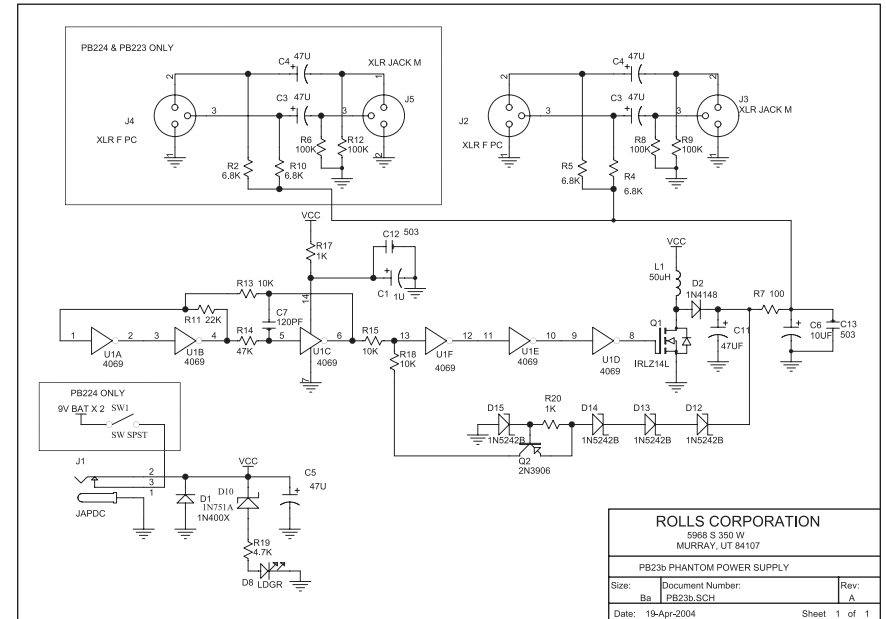 PB224 & PB223 ONLY
C4 47U
+
XLR JACK M
2
1
J4
3
C3 47U
+
3
J5
XLR F PC
R6 100K
R12 100K
1
2
R2 6.8K
R10 6.8K
C4 47U
+
2
2
J3
XLR JACK M
J2
3
C3 47U
+
3
XLR F PC
R8 100K
R9 100K
1
1
R5 6.8K
R4 6.8K
VCC
R17 1K
C12 503
+
C1 1U
14
R13 10K
R11 22K
C7 120PF
R14 47K
1
2
3
4
5
6
U1A 4069
U1B 4069
U1C 4069
7
R15 10K
R18 10K
13
12
11
10
9
8
U1F 4069
U1E 4069
U1D 4069
VCC
L1 50uH
D2 1N4148
R7 100
Q1
IRLZ14L
+
C11 47UF
+
C6 10UF
C13 503
PB224 ONLY
9V BAT X 2
SW1
SW SPST
D15 1N5242B
R20 1K
D14 1N5242B
D13 1N5242B
D12 1N5242B
Q2 2N3906
J1
2
3
1
JAPDC
D1 1N400X
VCC
D10 1N751A
C5 47U
+
R19 4.7K
D8 LDGR
ROLLS CORPORATION
5968 S 350 W
MURRAY, UT 84107
PB23b PHANTOM POWER SUPPLY
Size: Document Number: Rev:
Ba PB23b.SCH A
Date: 19-Apr-2004 Sheet 1 of 1